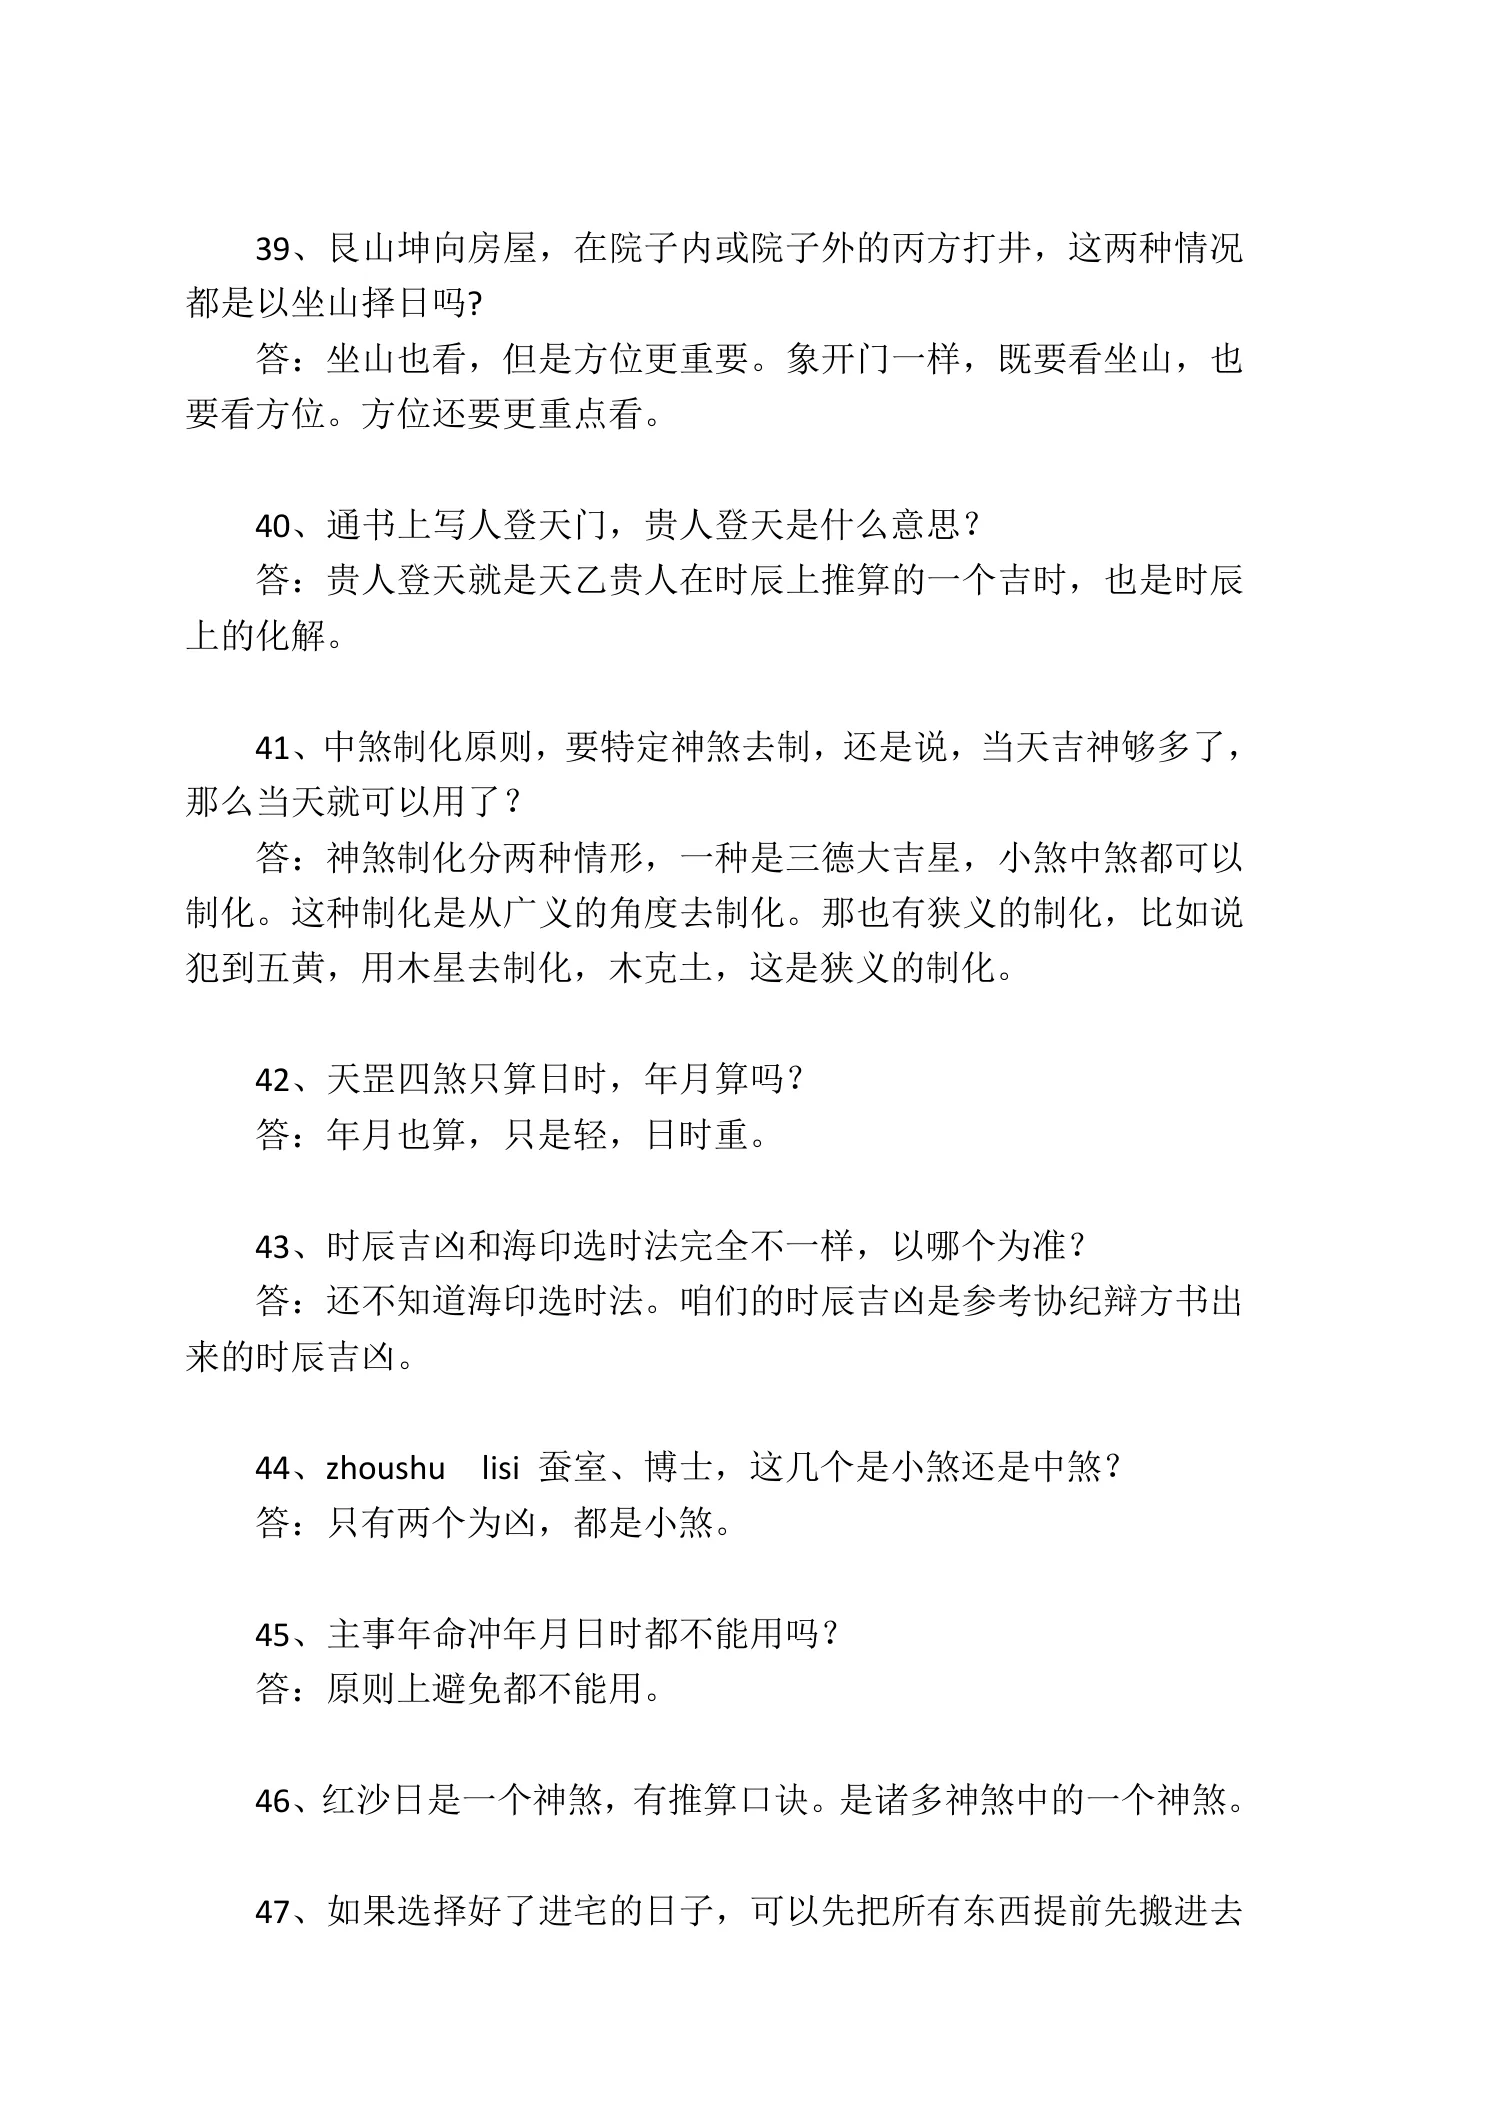 39、艮山坤向房屋，在院子内或院子外的丙方打井，这两种情况
都是以坐山择日吗?
答：坐山也看，但是方位更重要。象开门一样，既要看坐山，也
要看方位。方位还要更重点看。
40、通书上写人登天门，贵人登天是什么意思？
答：贵人登天就是天乙贵人在时辰上推算的一个吉时，也是时辰
上的化解。
41、中煞制化原则，要特定神煞去制，还是说，当天吉神够多了，
那么当天就可以用了？
答：神煞制化分两种情形，一种是三德大吉星，小煞中煞都可以
制化。这种制化是从广义的角度去制化。那也有狭义的制化，比如说
犯到五黄，用木星去制化，木克土，这是狭义的制化。
42、天罡四煞只算日时，年月算吗？
答：年月也算，只是轻，日时重。
43、时辰吉凶和海印选时法完全不一样，以哪个为准？
答：还不知道海印选时法。咱们的时辰吉凶是参考协纪辩方书出
来的时辰吉凶。
44、zhoushu lisi 蚕室、博士，这几个是小煞还是中煞？
答：只有两个为凶，都是小煞。
45、主事年命冲年月日时都不能用吗？
答：原则上避免都不能用。
46、红沙日是一个神煞，有推算口诀。是诸多神煞中的一个神煞。
47、如果选择好了进宅的日子，可以先把所有东西提前先搬进去